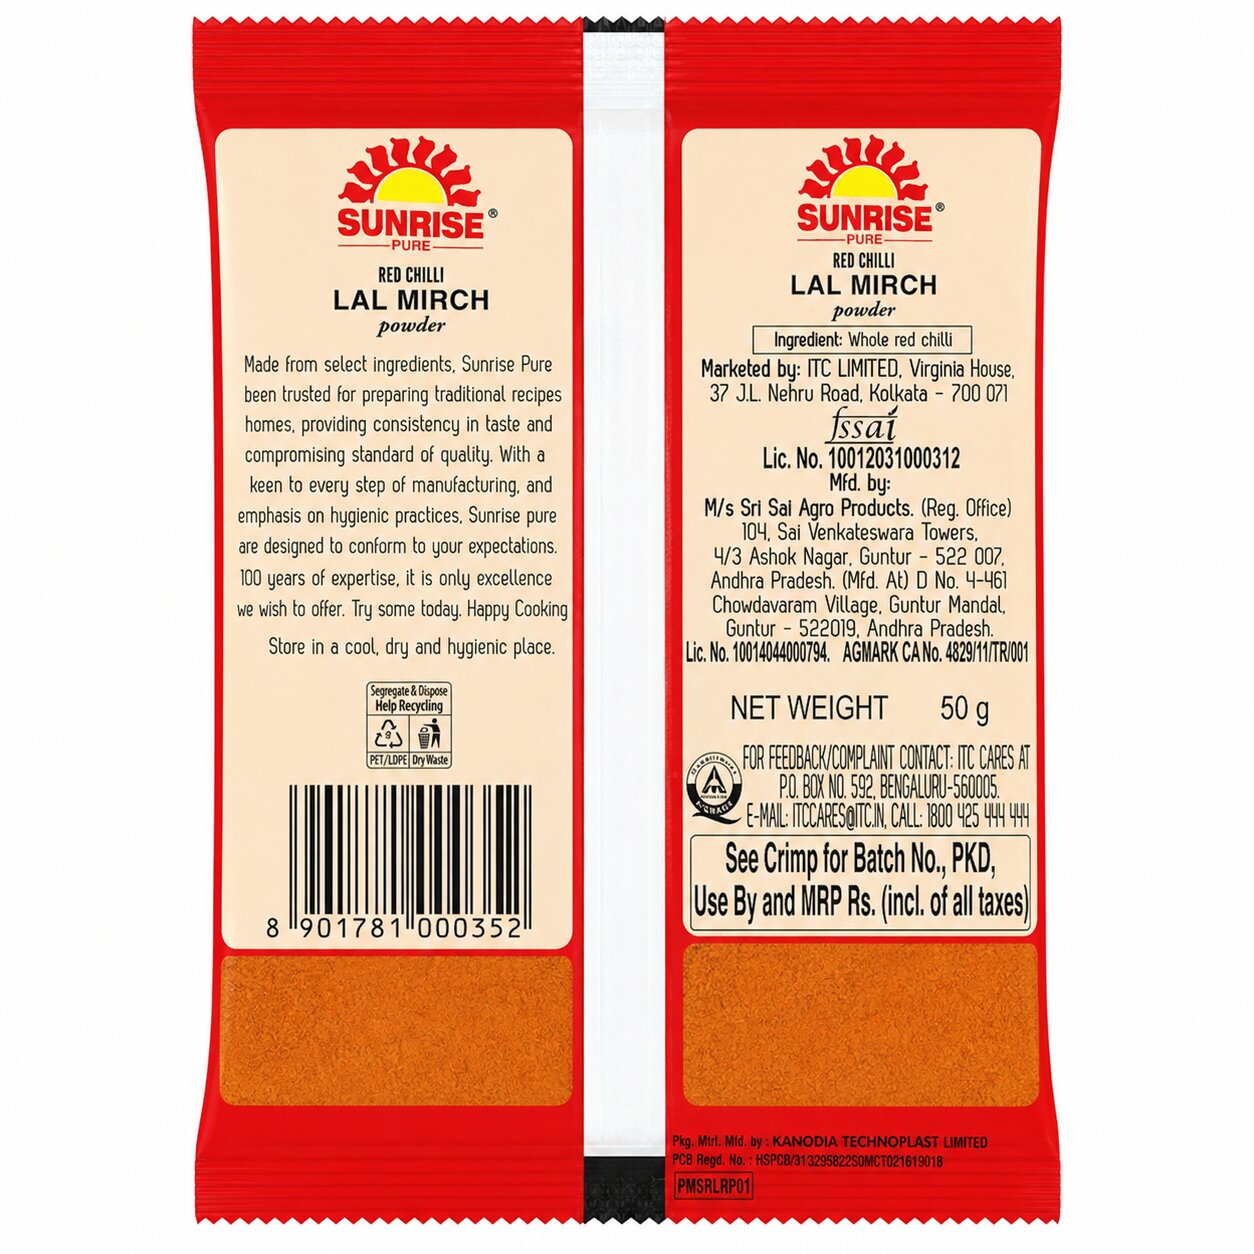 SUNRISE®
PURE
RED CHILLI
LAL MIRCH
powder
Made from select ingredients, Sunrise Pure
been trusted for preparing traditional recipes
homes, providing consistency in taste and
compromising standard of quality. With a
keen to every step of manufacturing, and
emphasis on hygienic practices, Sunrise pure
are designed to conform to your expectations.
100 years of expertise, it is only excellence
we wish to offer. Try some today. Happy Cooking
Store in a cool, dry and hygienic place.
Segregate & Dispose
Help Recycling
PET/LDPE Dry Waste
8 901781 000352
SUNRISE®
PURE
RED CHILLI
LAL MIRCH
powder
Ingredient: Whole red chilli
Marketed by: ITC LIMITED, Virginia House,
37 J.L. Nehru Road, Kolkata - 700 071
fssai
Lic. No. 10012031000312
Mfd. by:
M/s Sri Sai Agro Products. (Reg. Office)
104, Sai Venkateswara Towers,
4/3 Ashok Nagar, Guntur - 522 007,
Andhra Pradesh. (Mfd. At) D No. 4-461
Chowdavaram Village, Guntur Mandal,
Guntur - 522019, Andhra Pradesh.
Lic. No. 10014044000794. AGMARK CA No. 4829/11/TR/001
NET WEIGHT 50 g
FOR FEEDBACK/COMPLAINT CONTACT: ITC CARES AT
P.O. BOX NO. 592, BENGALURU-560005.
E-MAIL: ITCCARES@ITC.IN, CALL: 1800 425 444 444
See Crimp for Batch No., PKD,
Use By and MRP Rs. (incl. of all taxes)
Pkg. Mtrl. Mfd. by : KANODIA TECHNOPLAST LIMITED
PCB Regd. No. : HSPCB/313295822SOMCT021619018
PMSRLRP01